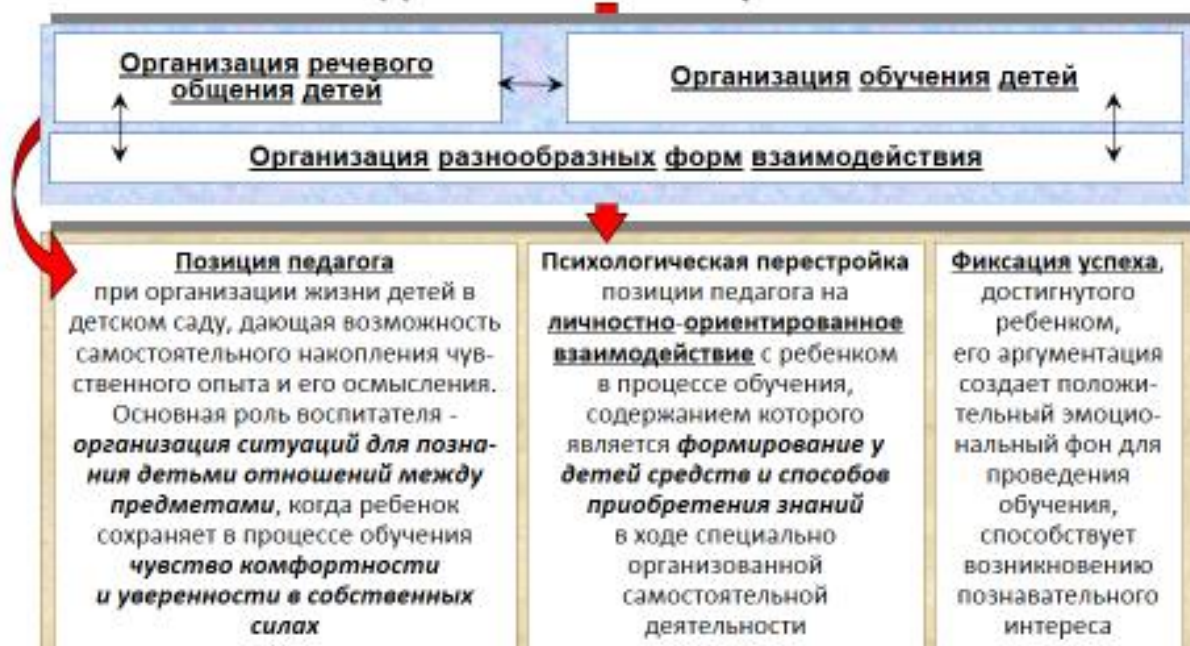 Организация речевого
общения детей
Организация обучения детей
Организация разнообразных форм взаимодействия
Позиция педагога
при организации жизни детей в
детском саду, дающая возможность
самостоятельного накопления чув-
ственного опыта и его осмысления.
Основная роль воспитателя -
организация ситуаций для позна-
ния детьми отношений между
предметами, когда ребенок
сохраняет в процессе обучения
чувство комфортности
и уверенности в собственных
силах
Психологическая перестройка
позиции педагога на
личностно-ориентированное
взаимодействие с ребенком
в процессе обучения,
содержанием которого
является формирование у
детей средств и способов
приобретения знаний
в ходе специально
организованной
самостоятельной
деятельности
Фиксация успеха,
достигнутого
ребенком,
его аргументация
создает положи-
тельный эмоцио-
нальный фон для
проведения
обучения,
способствует
возникновению
познавательного
интереса